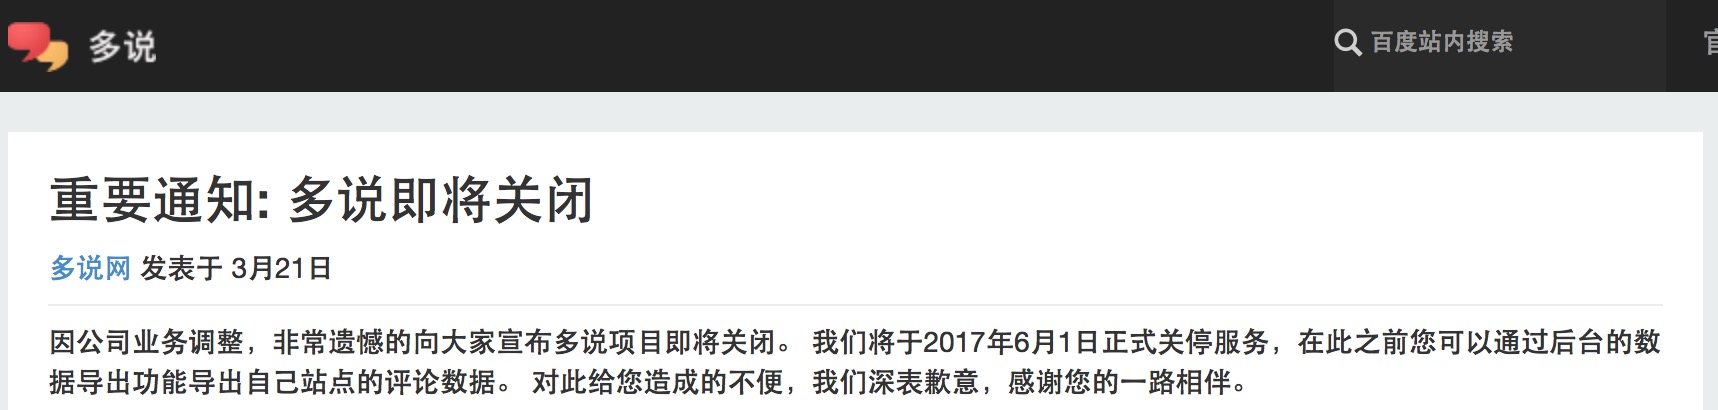 多说
百度站内搜索
重要通知: 多说即将关闭
多说网 发表于 3月21日
因公司业务调整，非常遗憾的向大家宣布多说项目即将关闭。 我们将于2017年6月1日正式关停服务，在此之前您可以通过后台的数
据导出功能导出自己站点的评论数据。 对此给您造成的不便，我们深表歉意，感谢您的一路相伴。